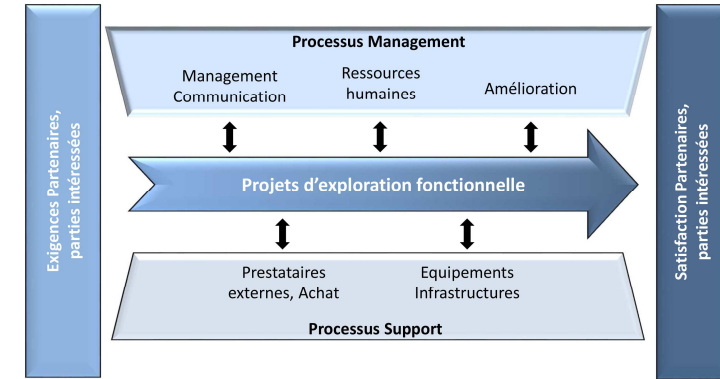 Exigences Partenaires,
parties intéressées
Processus Management
Management
Communication
Ressources
humaines
Amélioration
Projets d'exploration fonctionnelle
Prestataires
externes, Achat
Equipements
Infrastructures
Processus Support
Satisfaction Partenaires,
parties intéressées